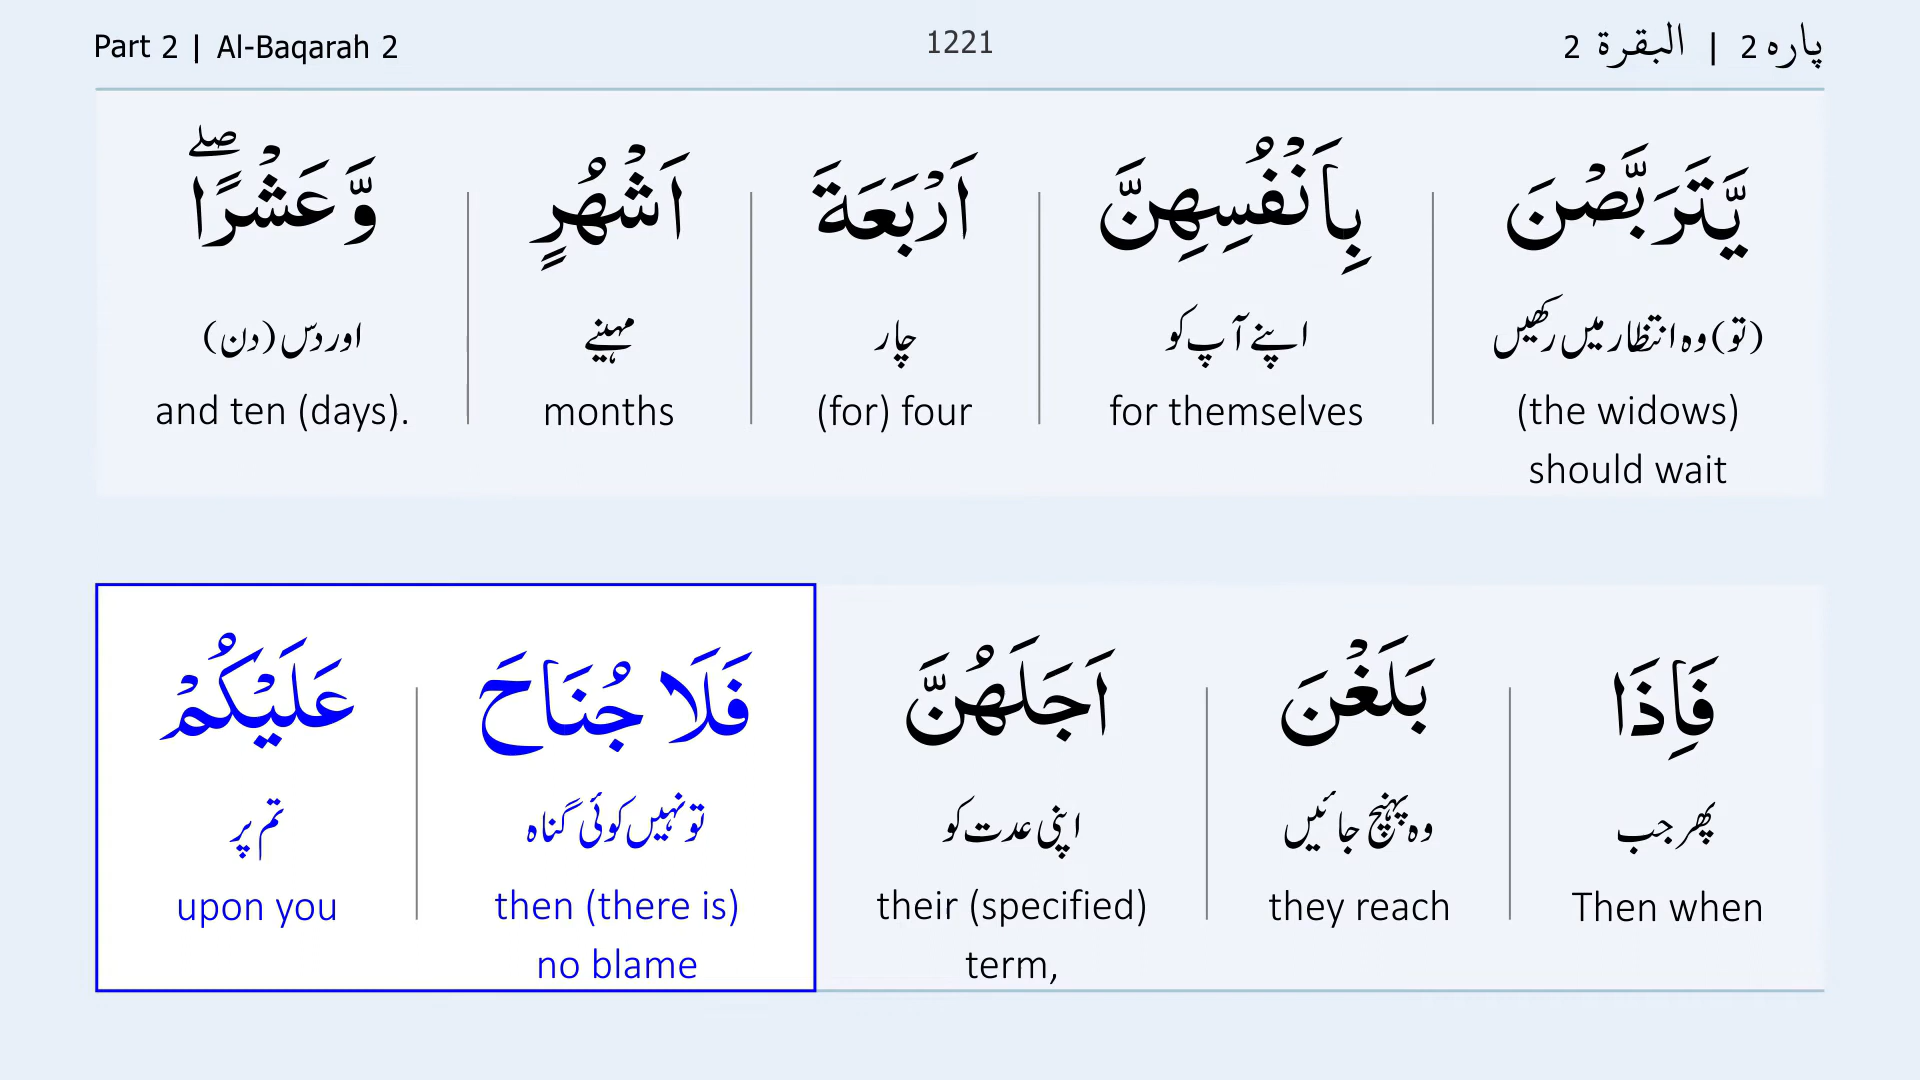 Part 2 | Al-Baqarah 2 1221 پارہ 2 | البقرة 2
يَّتَرَبَّصْنَ بِاَنْفُسِهِنَّ اَرْبَعَةَ اَشْهُرٍ وَّعَشْرًا ۖۚ
(تو) وہ انتظار میں رکھیں اپنے آپ کو چار مہینے اور دس (دن)
(the widows) for themselves (for) four months and ten (days).
should wait
فَاِذَا بَلَغْنَ اَجَلَهُنَّ فَلَا جُنَاحَ عَلَيْكُمْ
پھر جب وہ پہنچ جائیں اپنی عدت کو تو نہیں کوئی گناہ تم پر
Then when they reach their (specified) then (there is) upon you
term, no blame